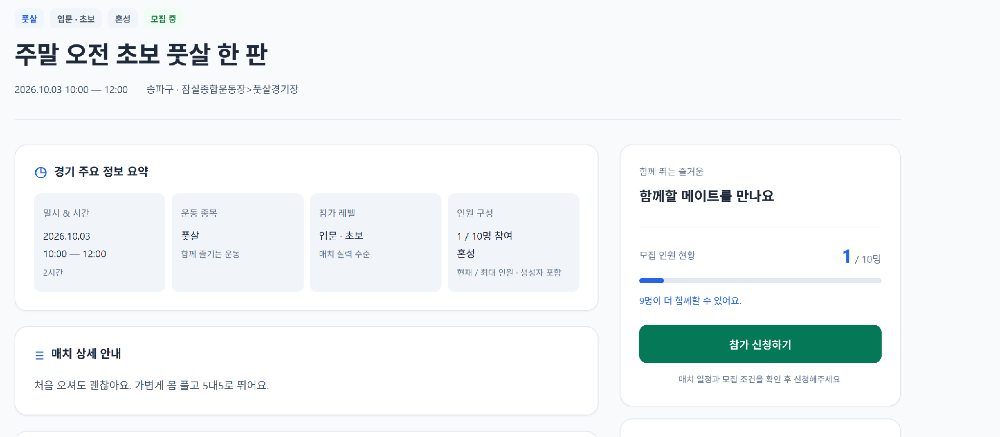 풋살 입문 · 초보 혼성 모집 중
주말 오전 초보 풋살 한 판
2026.10.03 10:00 — 12:00 송파구 · 잠실종합운동장>풋살경기장
경기 주요 정보 요약
일시 & 시간
2026.10.03
10:00 — 12:00
2시간
운동 종목
풋살
함께 즐기는 운동
참가 레벨
입문 · 초보
매치 실력 수준
인원 구성
1 / 10명 참여
혼성
현재 / 최대 인원 · 생성자 포함
매치 상세 안내
처음 오셔도 괜찮아요. 가볍게 몸 풀고 5대5로 뛰어요.
함께 뛰는 즐거움
함께할 메이트를 만나요
모집 인원 현황 1 / 10명
9명이 더 함께할 수 있어요.
참가 신청하기
매치 일정과 모집 조건을 확인 후 신청해주세요.